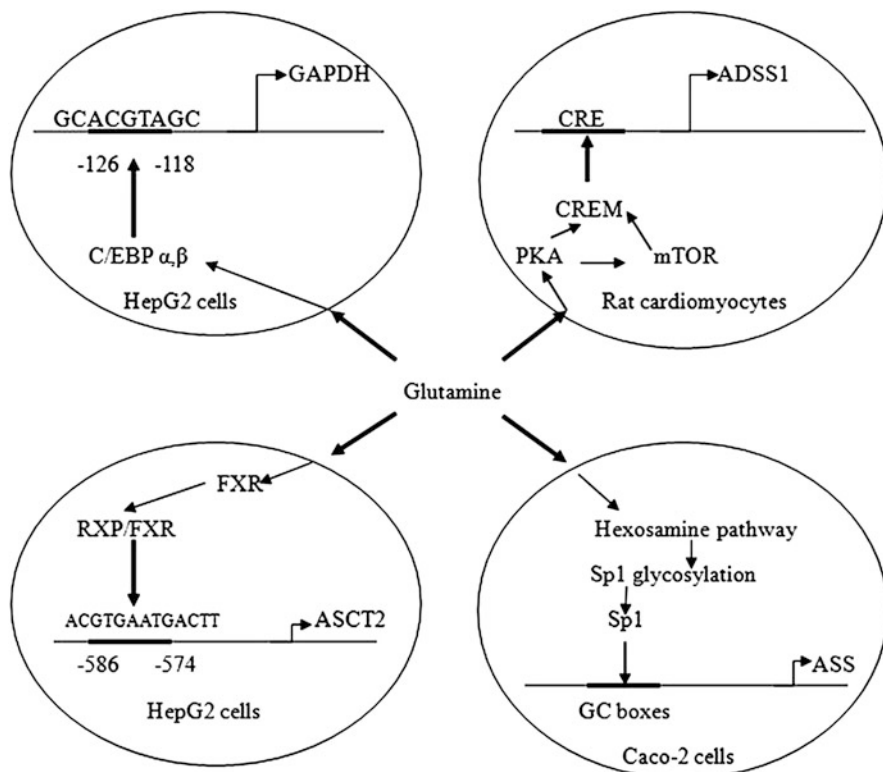 GAPDH
GCACGTAGC
-126 -118
C/EBP α,β
HepG2 cells
ADSS1
CRE
CREM
PKA mTOR
Rat cardiomyocytes
Glutamine
FXR
RXP/FXR
ACGTGAATGACTT
ASCT2
-586 -574
HepG2 cells
Hexosamine pathway
Sp1 glycosylation
Sp1
ASS
GC boxes
Caco-2 cells